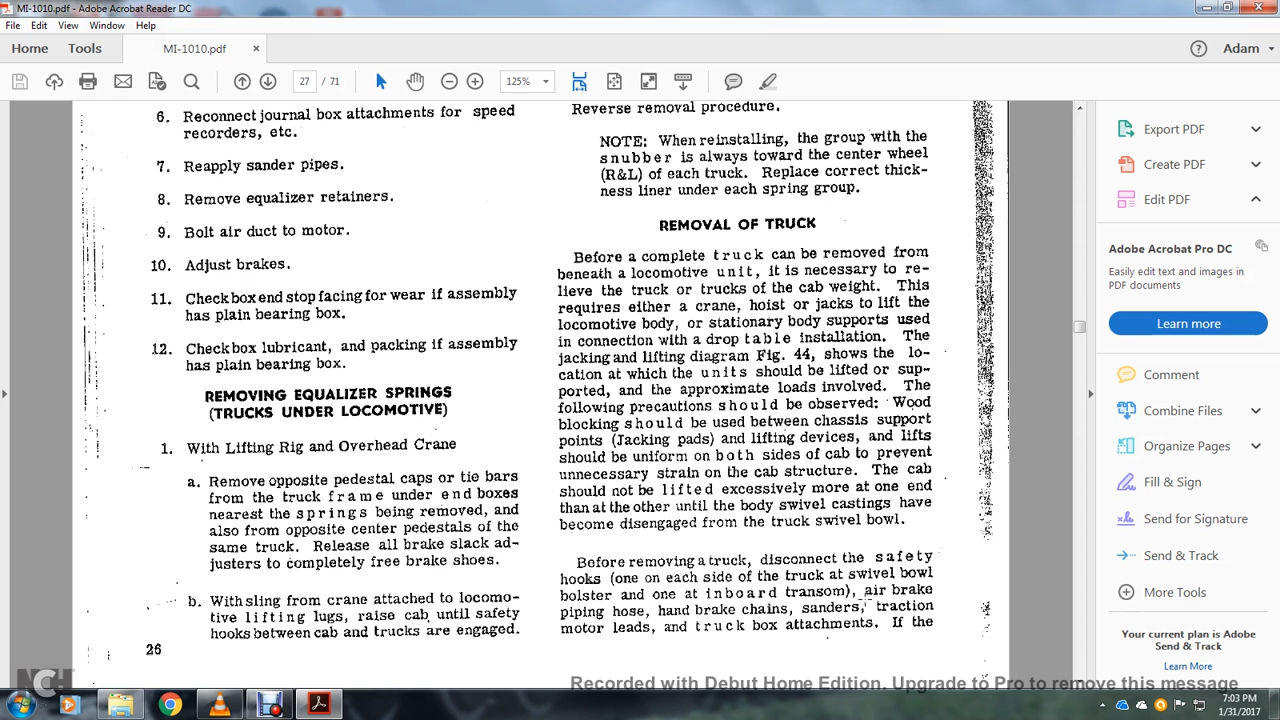 MI-1010.pdf - Adobe Acrobat Reader DC
File Edit View Window Help
Home Tools MI-1010.pdf × Adam
27 / 71 125%
6. Reconnect journal box attachments for speed
recorders, etc.
7. Reapply sander pipes.
8. Remove equalizer retainers.
9. Bolt air duct to motor.
10. Adjust brakes.
11. Check box end stop facing for wear if assembly
has plain bearing box.
12. Check box lubricant, and packing if assembly
has plain bearing box.
REMOVING EQUALIZER SPRINGS
(TRUCKS UNDER LOCOMOTIVE)
1. With Lifting Rig and Overhead Crane
a. Remove opposite pedestal caps or tie bars
from the truck frame under end boxes
nearest the springs being removed, and
also from opposite center pedestals of the
same truck. Release all brake slack ad-
justers to completely free brake shoes.
b. With sling from crane attached to locomo-
tive lifting lugs, raise cab until safety
hooks between cab and trucks are engaged.
26
Reverse removal procedure.
NOTE: When reinstalling, the group with the
snubber is always toward the center wheel
(R&L) of each truck. Replace correct thick-
ness liner under each spring group.
REMOVAL OF TRUCK
Before a complete truck can be removed from
beneath a locomotive unit, it is necessary to re-
lieve the truck or trucks of the cab weight. This
requires either a crane, hoist or jacks to lift the
locomotive body, or stationary body supports used
in connection with a drop table installation. The
jacking and lifting diagram Fig. 44, shows the lo-
cation at which the units should be lifted or sup-
ported, and the approximate loads involved. The
following precautions should be observed: Wood
blocking should be used between chassis support
points (Jacking pads) and lifting devices, and lifts
should be uniform on both sides of cab to prevent
unnecessary strain on the cab structure. The cab
should not be lifted excessively more at one end
than at the other until the body swivel castings have
become disengaged from the truck swivel bowl.
Before removing a truck, disconnect the safety
hooks (one on each side of the truck at swivel bowl
bolster and one at inboard transom), air brake
piping hose, hand brake chains, sanders, traction
motor leads, and truck box attachments. If the
Export PDF
Create PDF
Edit PDF
Adobe Acrobat Pro DC
Easily edit text and images in
PDF documents
Learn more
Comment
Combine Files
Organize Pages
Fill & Sign
Send for Signature
Send & Track
More Tools
Your current plan is Adobe
Send & Track
Learn More
NCH
Recorded with Debut Home Edition. Upgrade to Pro to remove this message
7:03 PM
1/31/2017